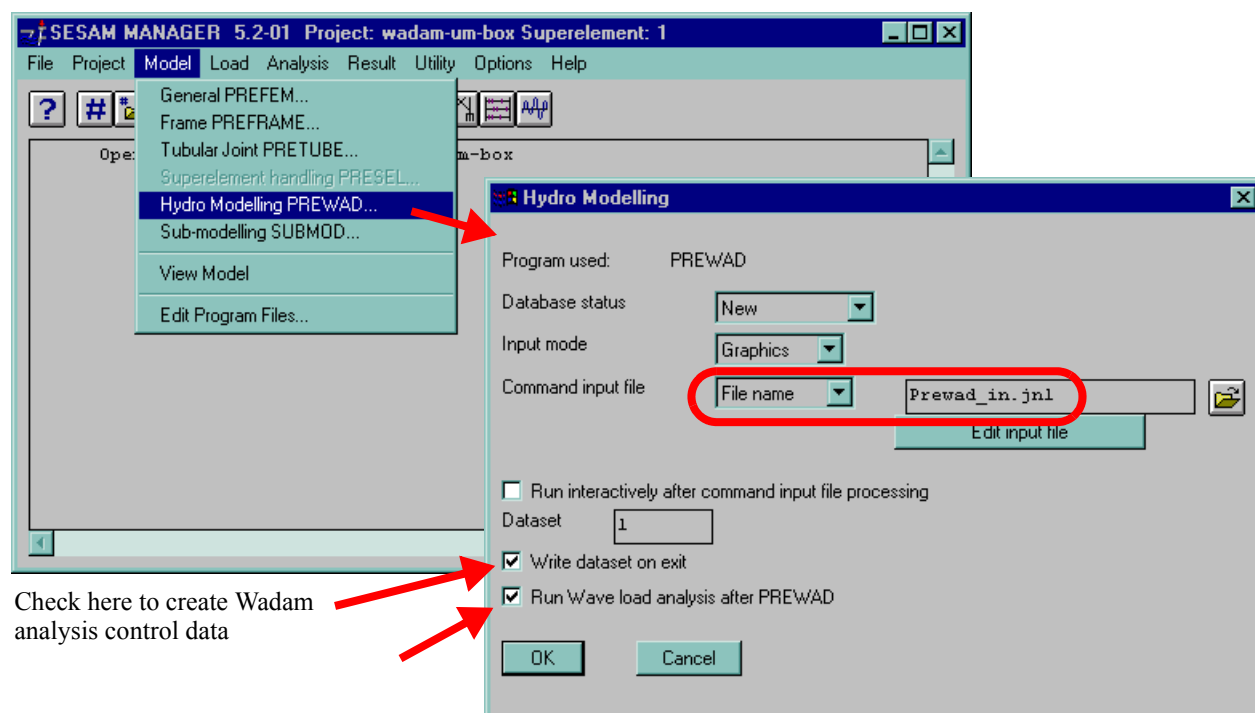 SESAM MANAGER 5.2-01 Project: wadam-um-box Superelement: 1
File Project Model Load Analysis Result Utility Options Help
General PREFEM...
Frame PREFRAME...
Tubular Joint PRETUBE...
Superelement handling PRESEL...
Hydro Modelling PREWAD...
Sub-modelling SUBMOD...
View Model
Edit Program Files...
Ope
m-box
Hydro Modelling
Program used: PREWAD
Database status New
Input mode Graphics
Command input file File name Prewad_in.jnl
Edit input file
Run interactively after command input file processing
Dataset 1
Write dataset on exit
Run Wave load analysis after PREWAD
OK Cancel
Check here to create Wadam
analysis control data